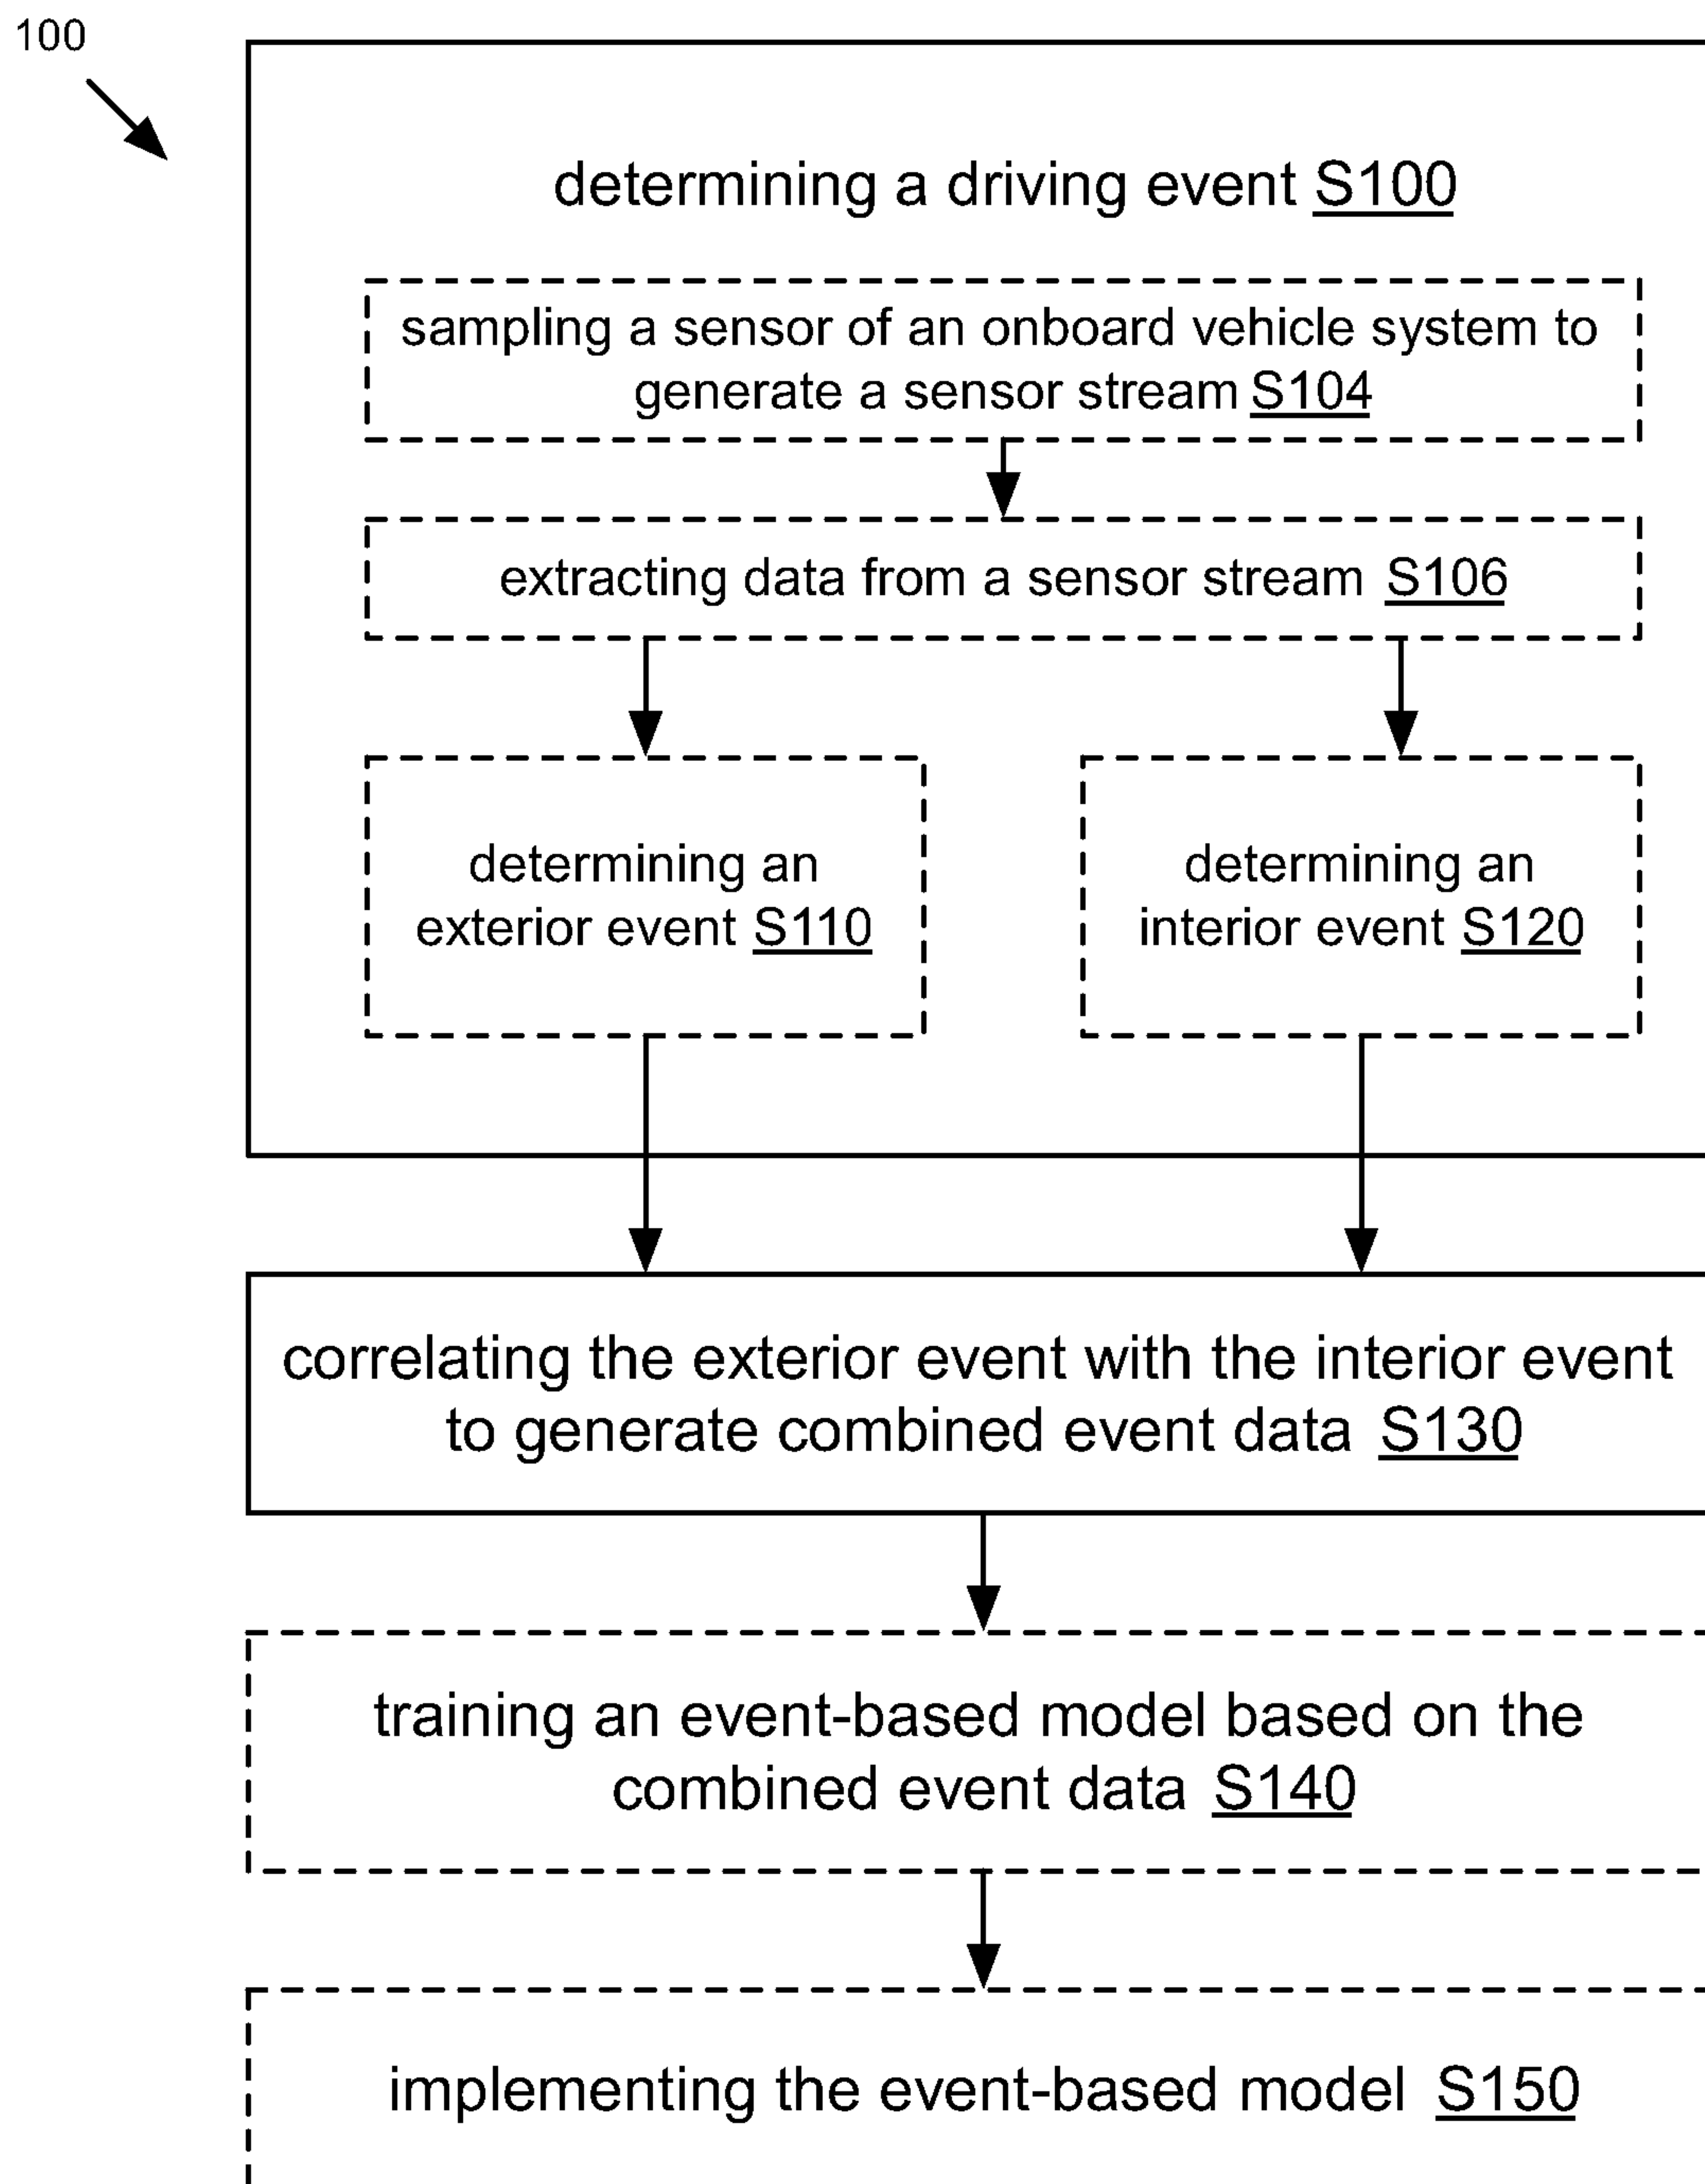 100
determining a driving event S100
sampling a sensor of an onboard vehicle system to
generate a sensor stream S104
extracting data from a sensor stream S106
determining an
exterior event S110
determining an
interior event S120
correlating the exterior event with the interior event
to generate combined event data S130
training an event-based model based on the
combined event data S140
implementing the event-based model S150